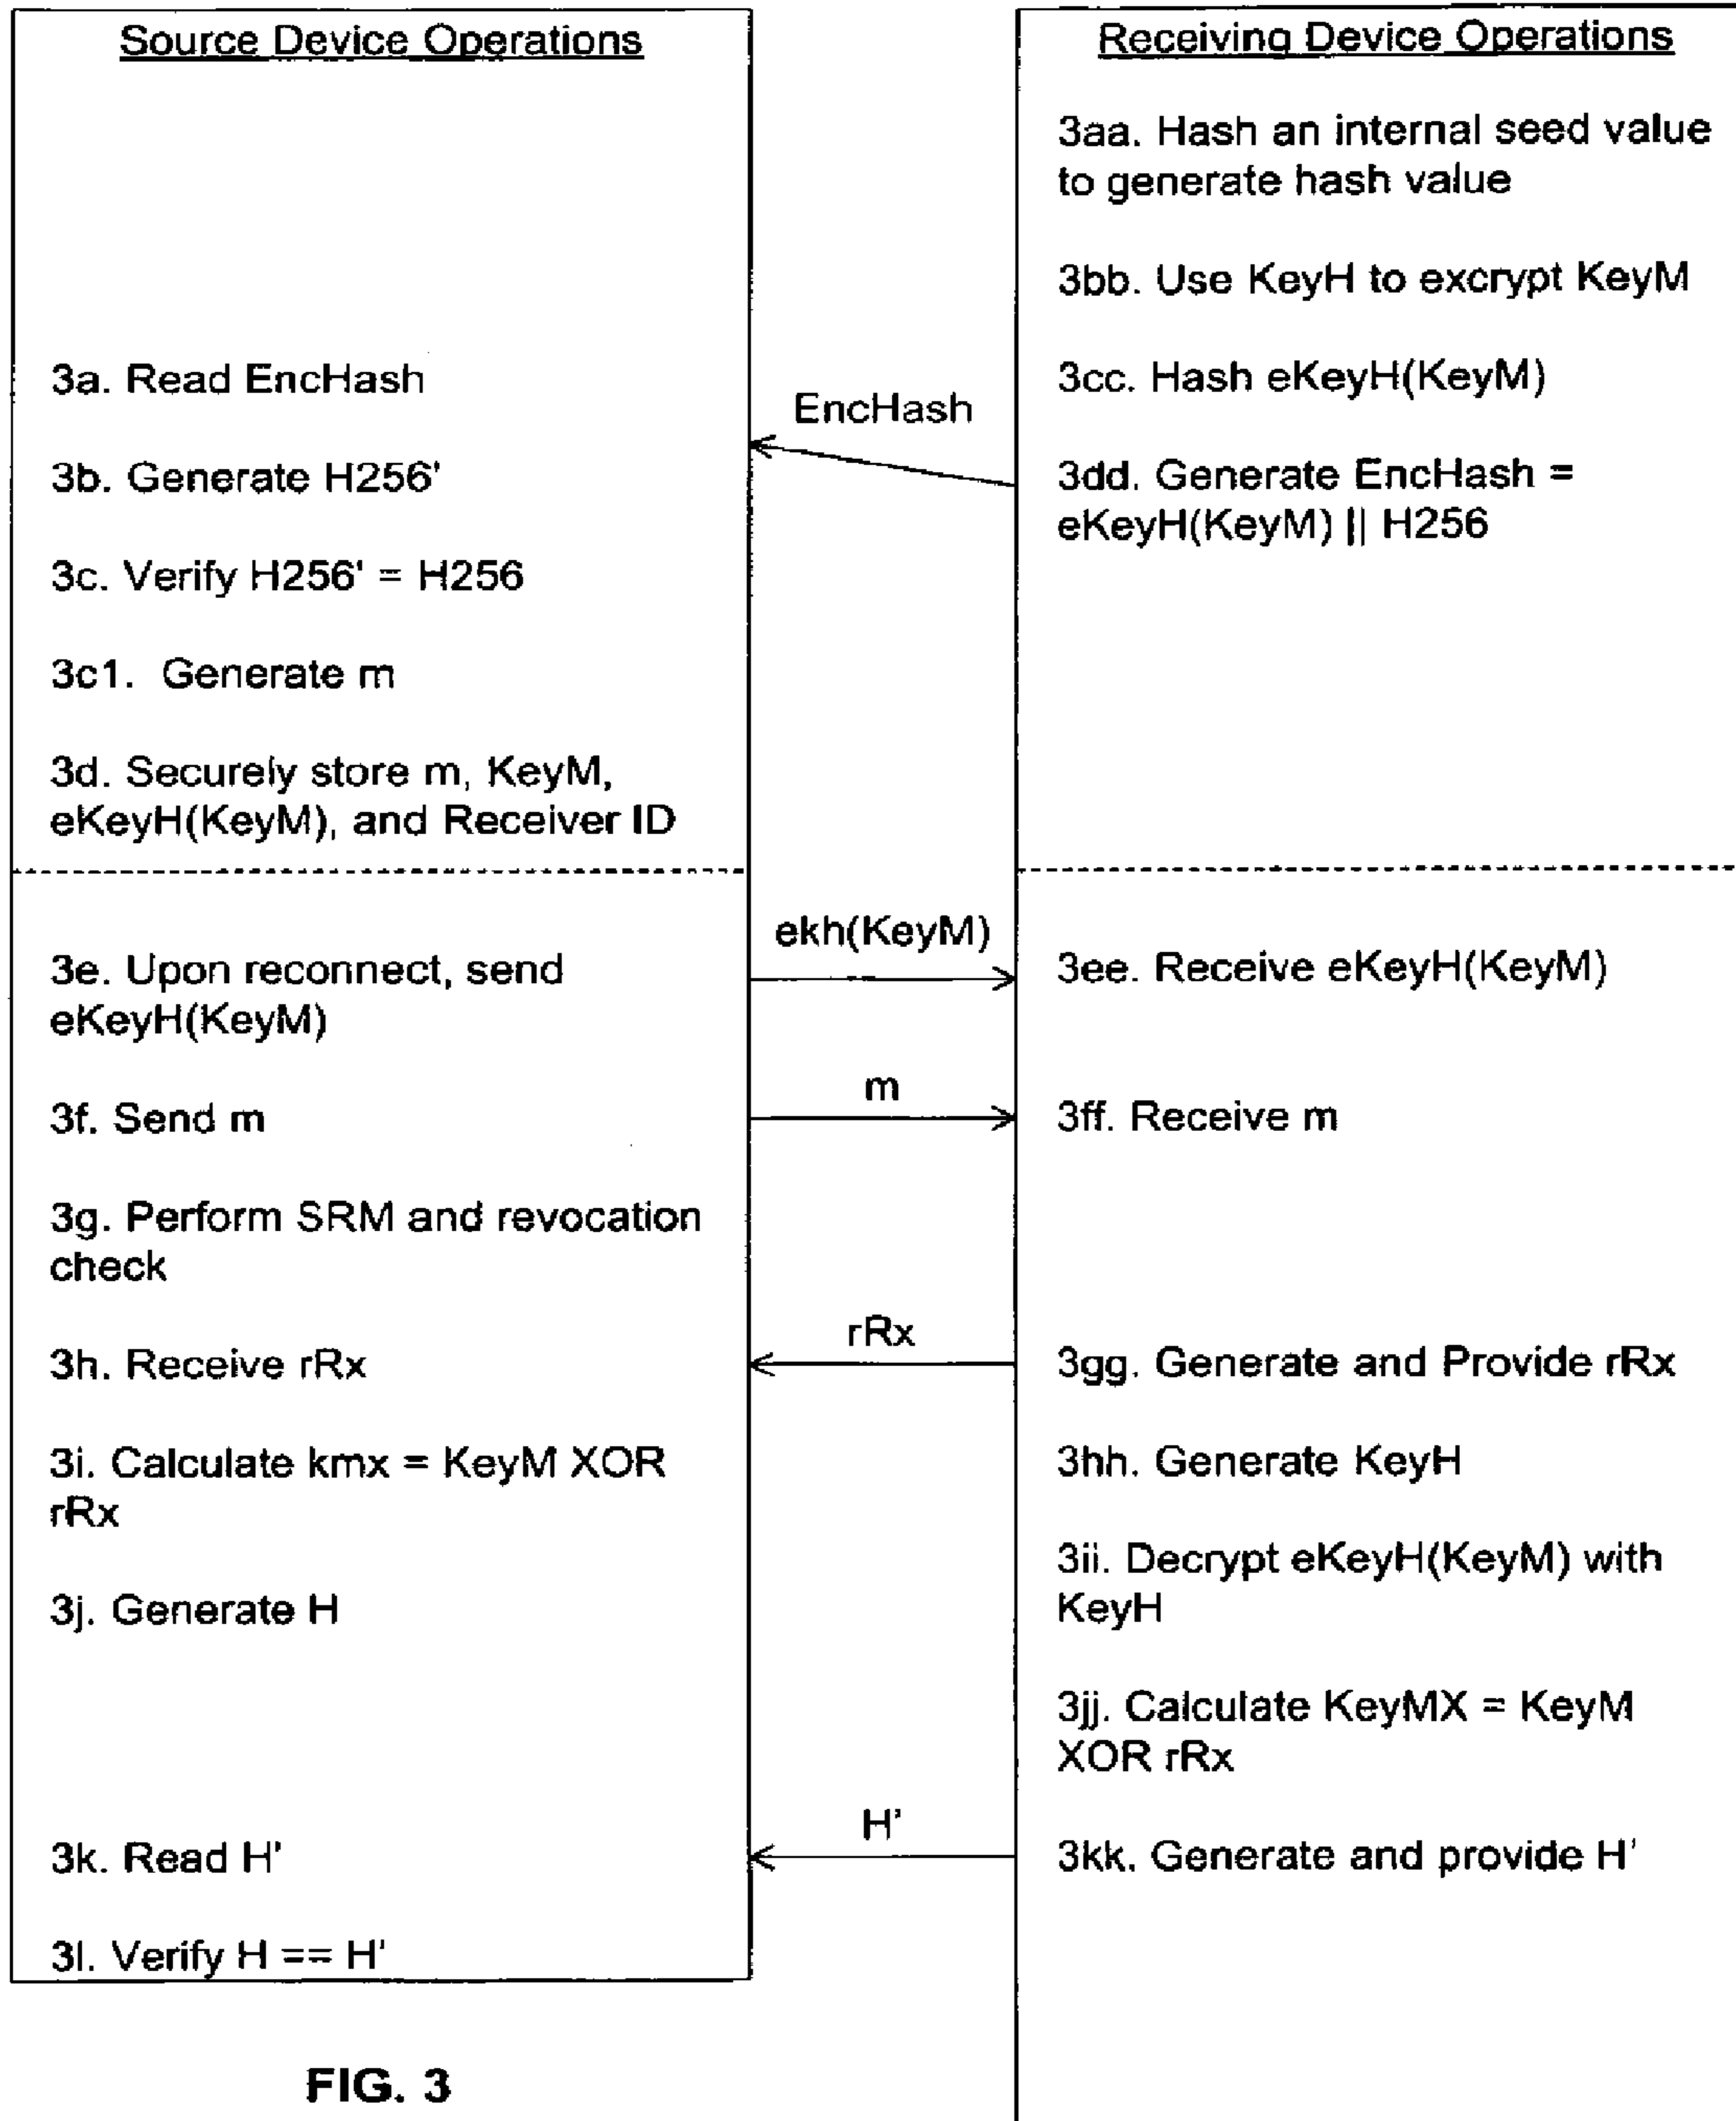 Source Device Operations
3a. Read EncHash
3b. Generate H256'
3c. Verify H256' = H256
3c1. Generate m
3d. Securely store m, KeyM,
eKeyH(KeyM), and Receiver ID
3e. Upon reconnect, send
eKeyH(KeyM)
3f. Send m
3g. Perform SRM and revocation
check
3h. Receive rRx
3i. Calculate kmx = KeyM XOR
rRx
3j. Generate H
3k. Read H'
3l. Verify H == H'
EncHash
ekh(KeyM)
m
rRx
H'
Receiving Device Operations
3aa. Hash an internal seed value
to generate hash value
3bb. Use KeyH to excrypt KeyM
3cc. Hash eKeyH(KeyM)
3dd. Generate EncHash =
eKeyH(KeyM) || H256
3ee. Receive eKeyH(KeyM)
3ff. Receive m
3gg. Generate and Provide rRx
3hh. Generate KeyH
3ii. Decrypt eKeyH(KeyM) with
KeyH
3jj. Calculate KeyMX = KeyM
XOR rRx
3kk. Generate and provide H'
FIG. 3